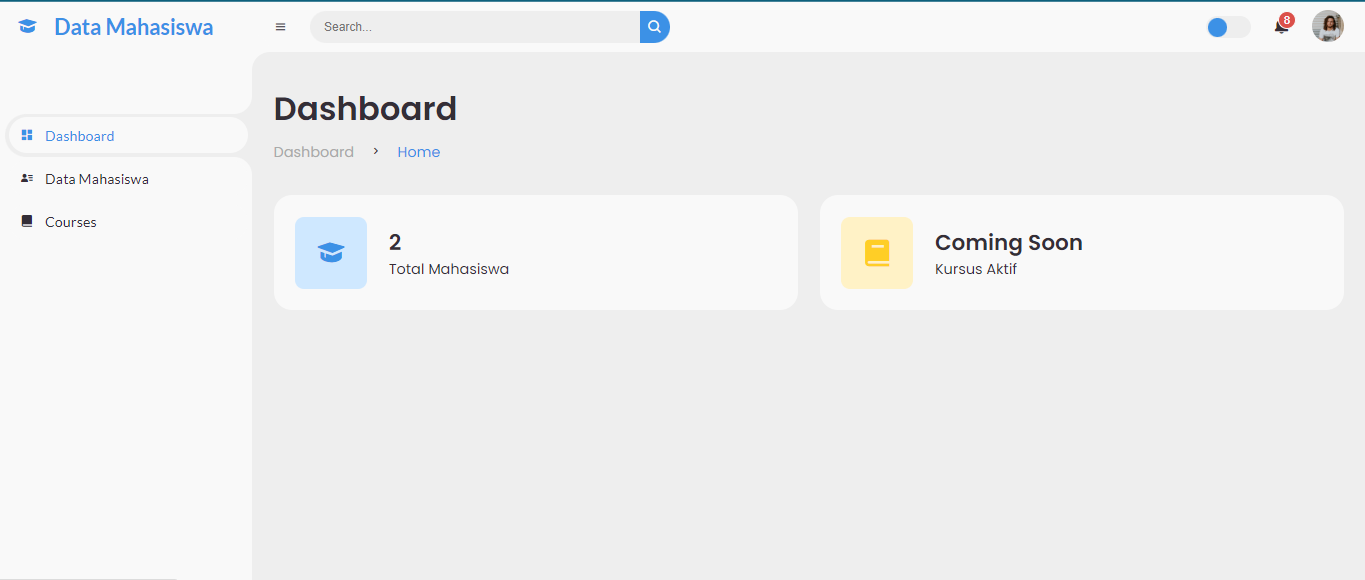 Data Mahasiswa
Search...
8
Dashboard
Data Mahasiswa
Courses
Dashboard
Dashboard > Home
2
Total Mahasiswa
Coming Soon
Kursus Aktif